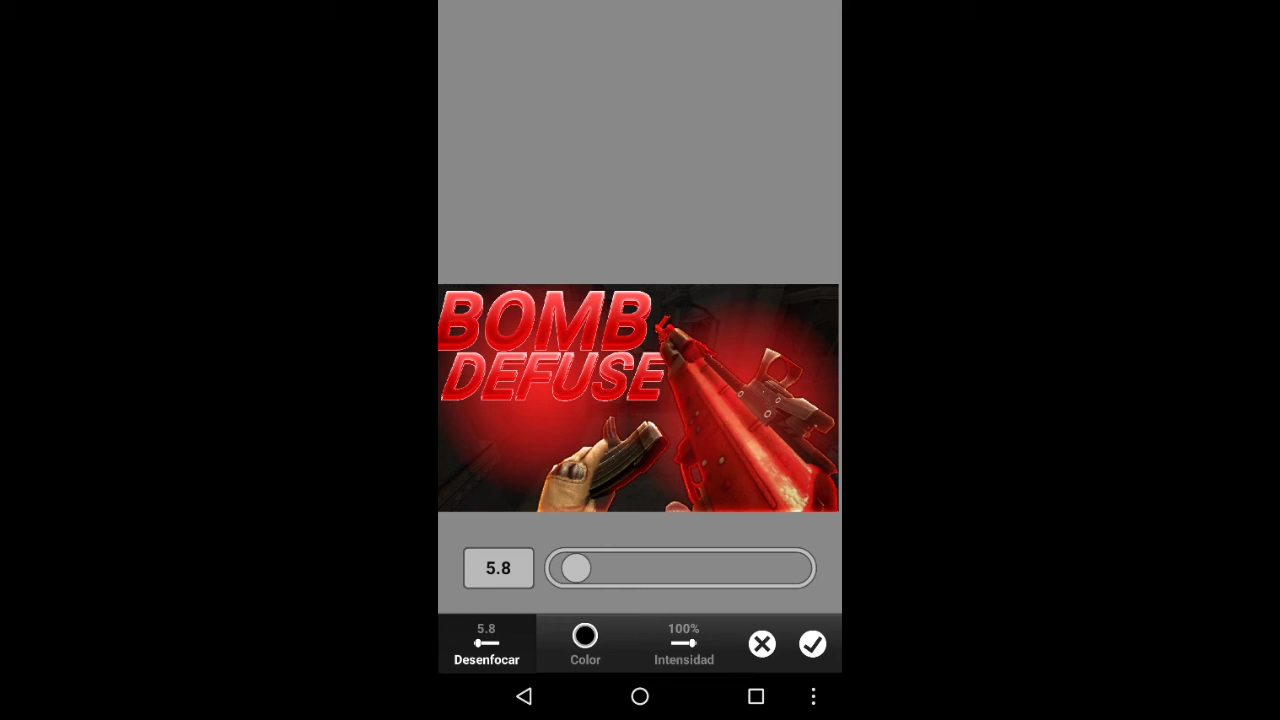 BOMB
DEFUSE
5.8
5.8
100%
Desenfocar
Color
Intensidad